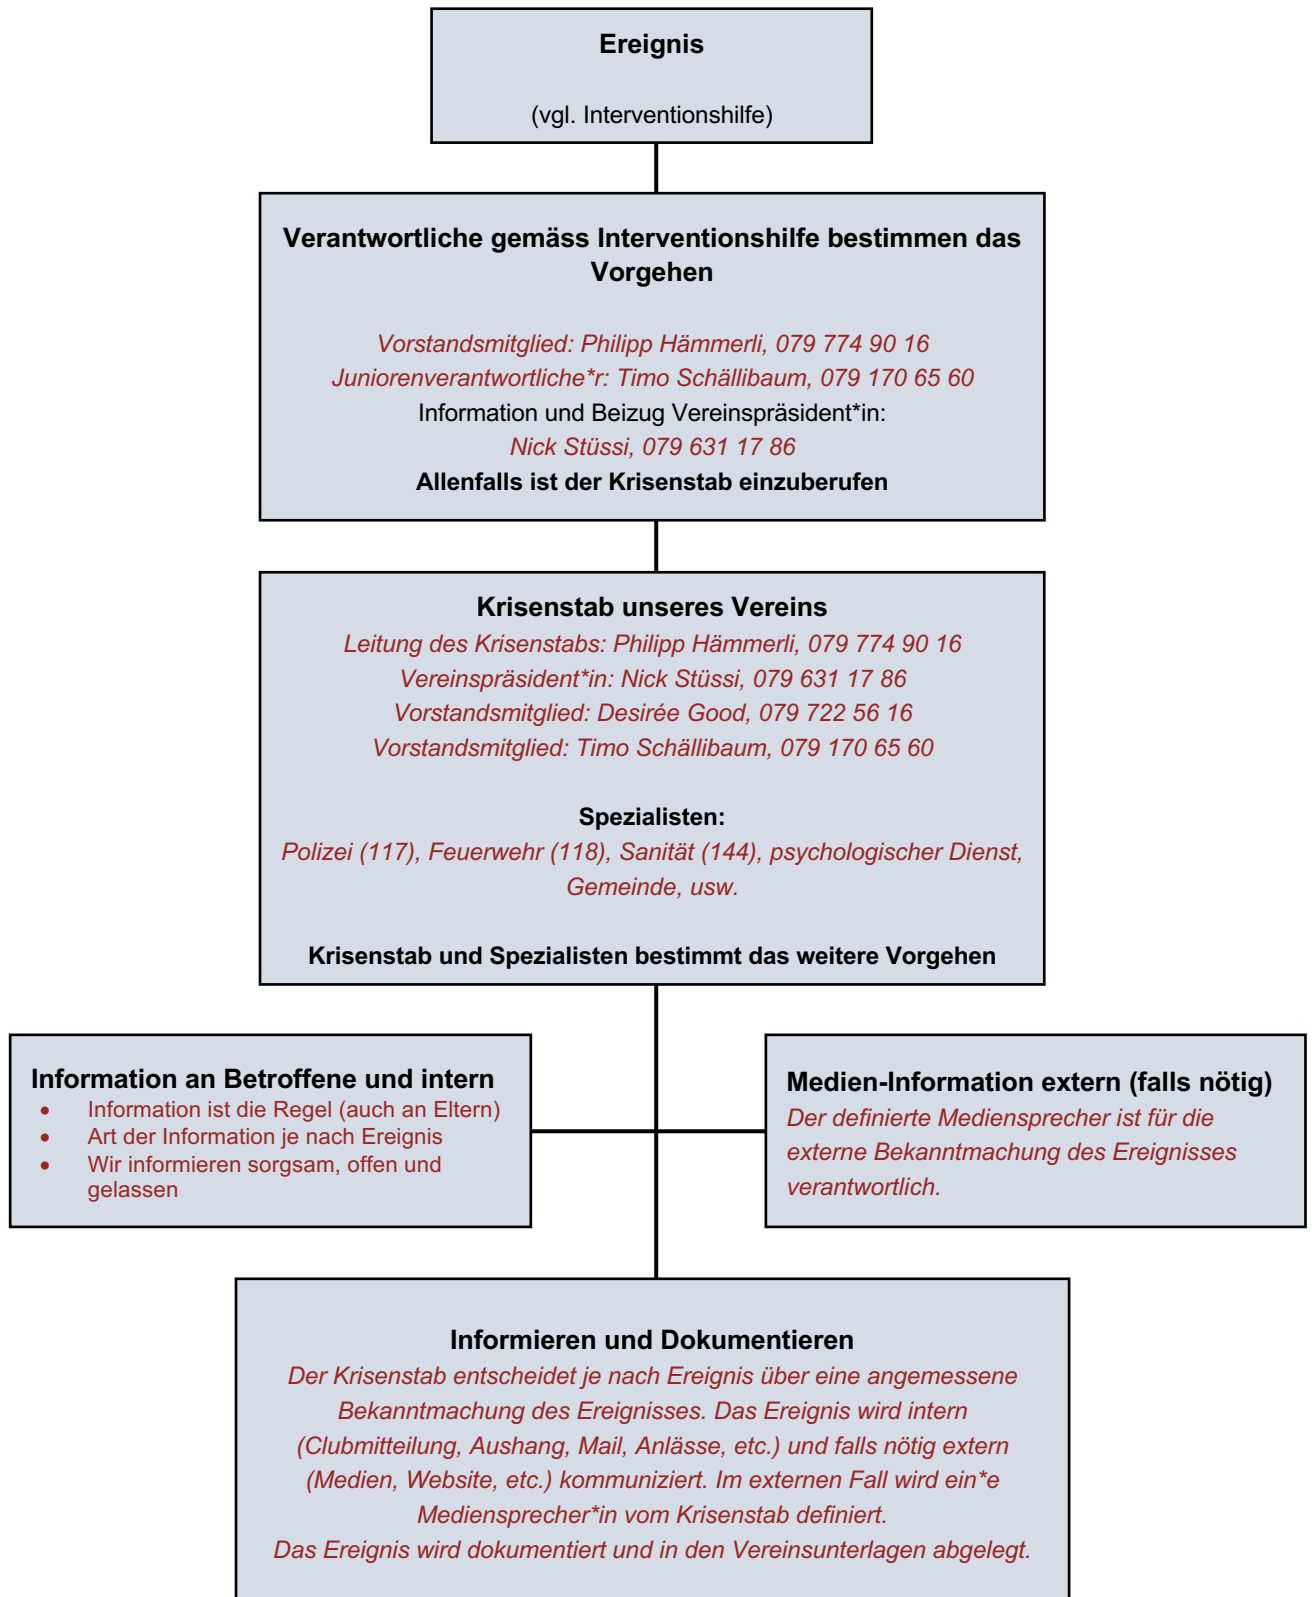 Ereignis
(vgl. Interventionshilfe)
Verantwortliche gemäss Interventionshilfe bestimmen das
Vorgehen
Vorstandsmitglied: Philipp Hämmerli, 079 774 90 16
Juniorenverantwortliche*r: Timo Schällibaum, 079 170 65 60
Information und Beizug Vereinspräsident*in:
Nick Stüssi, 079 631 17 86
Allenfalls ist der Krisenstab einzuberufen
Krisenstab unseres Vereins
Leitung des Krisenstabs: Philipp Hämmerli, 079 774 90 16
Vereinspräsident*in: Nick Stüssi, 079 631 17 86
Vorstandsmitglied: Desirée Good, 079 722 56 16
Vorstandsmitglied: Timo Schällibaum, 079 170 65 60
Spezialisten:
Polizei (117), Feuerwehr (118), Sanität (144), psychologischer Dienst,
Gemeinde, usw.
Krisenstab und Spezialisten bestimmt das weitere Vorgehen
Information an Betroffene und intern
• Information ist die Regel (auch an Eltern)
• Art der Information je nach Ereignis
• Wir informieren sorgsam, offen und
gelassen
Medien-Information extern (falls nötig)
Der definierte Mediensprecher ist für die
externe Bekanntmachung des Ereignisses
verantwortlich.
Informieren und Dokumentieren
Der Krisenstab entscheidet je nach Ereignis über eine angemessene
Bekanntmachung des Ereignisses. Das Ereignis wird intern
(Clubmitteilung, Aushang, Mail, Anlässe, etc.) und falls nötig extern
(Medien, Website, etc.) kommuniziert. Im externen Fall wird ein*e
Mediensprecher*in vom Krisenstab definiert.
Das Ereignis wird dokumentiert und in den Vereinsunterlagen abgelegt.